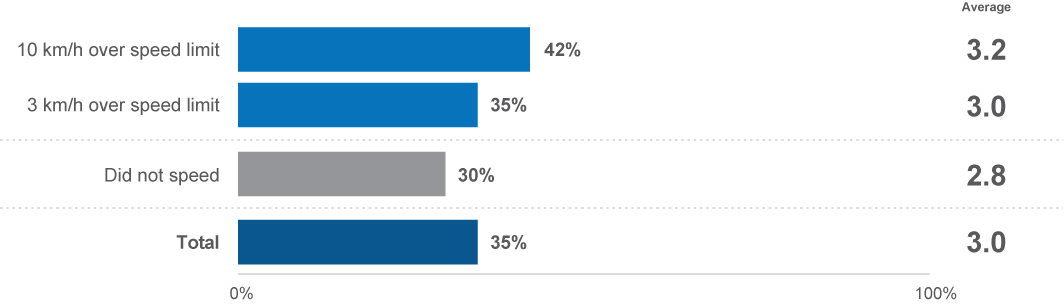 Average
10 km/h over speed limit 42% 3.2
3 km/h over speed limit 35% 3.0
Did not speed 30% 2.8
Total 35% 3.0
0% 100%